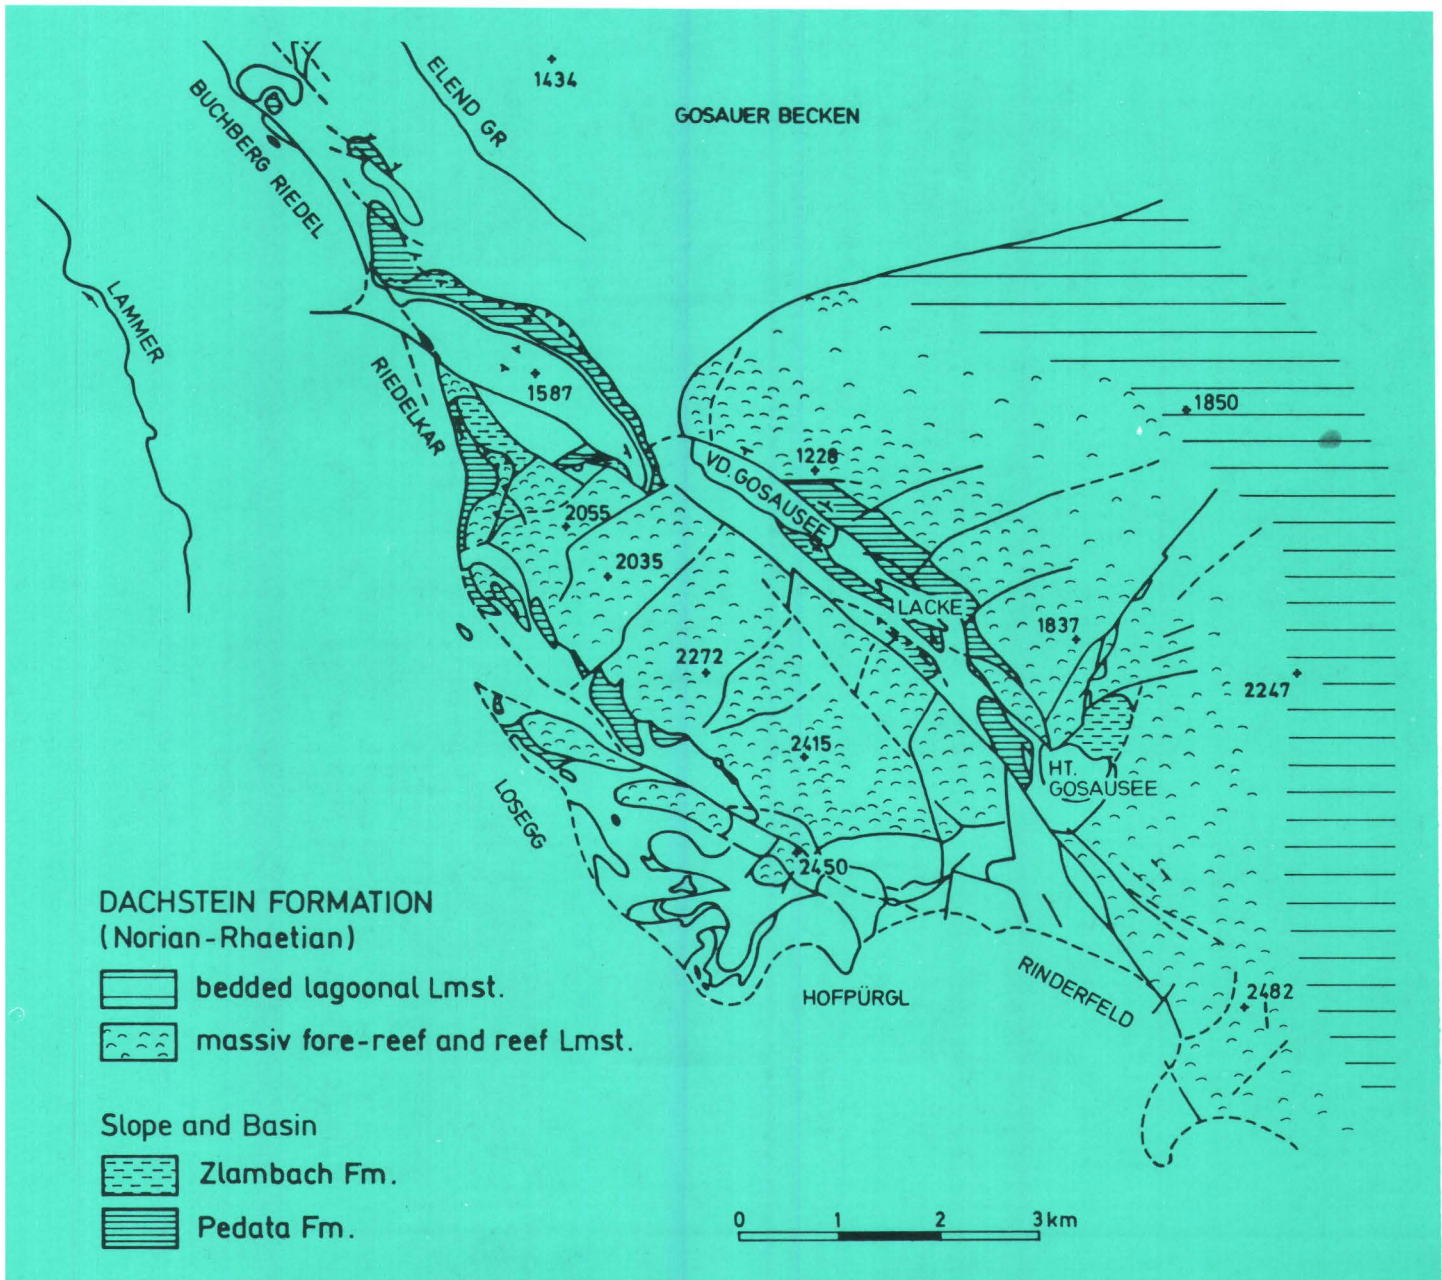 1434
ELEND GR
GOSAUER BECKEN
BUCHBERG RIEDEL
LAMMER
RIEDELKAR
1587
1850
VD. GOSAUSEE
1228
2055
2035
LACKE
1837
2272
2247
2415
HT.
GOSAUSEE
LOSEGG
2450
HOFPÜRGL
RINDERFELD
2482
DACHSTEIN FORMATION
(Norian-Rhaetian)
bedded lagoonal Lmst.
massiv fore-reef and reef Lmst.
Slope and Basin
Zlambach Fm.
Pedata Fm.
0 1 2 3km